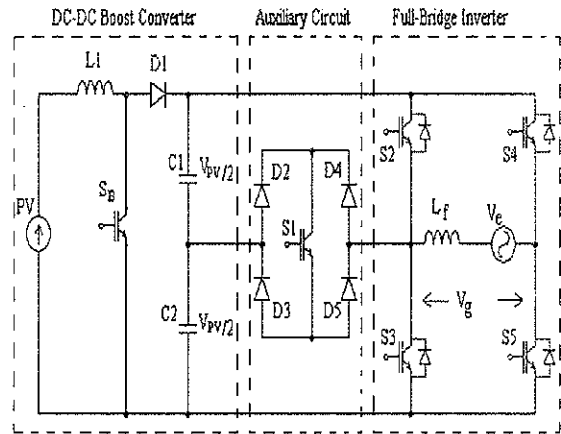 DC-DC Boost Converter
Auxiliary Circuit
Full-Bridge Inverter
L1
D1
S2
S4
C1
VPV/2
D2
D4
SB
S1
Lf
Ve
PV
Vg
C2
VPV/2
D3
D5
S3
S5